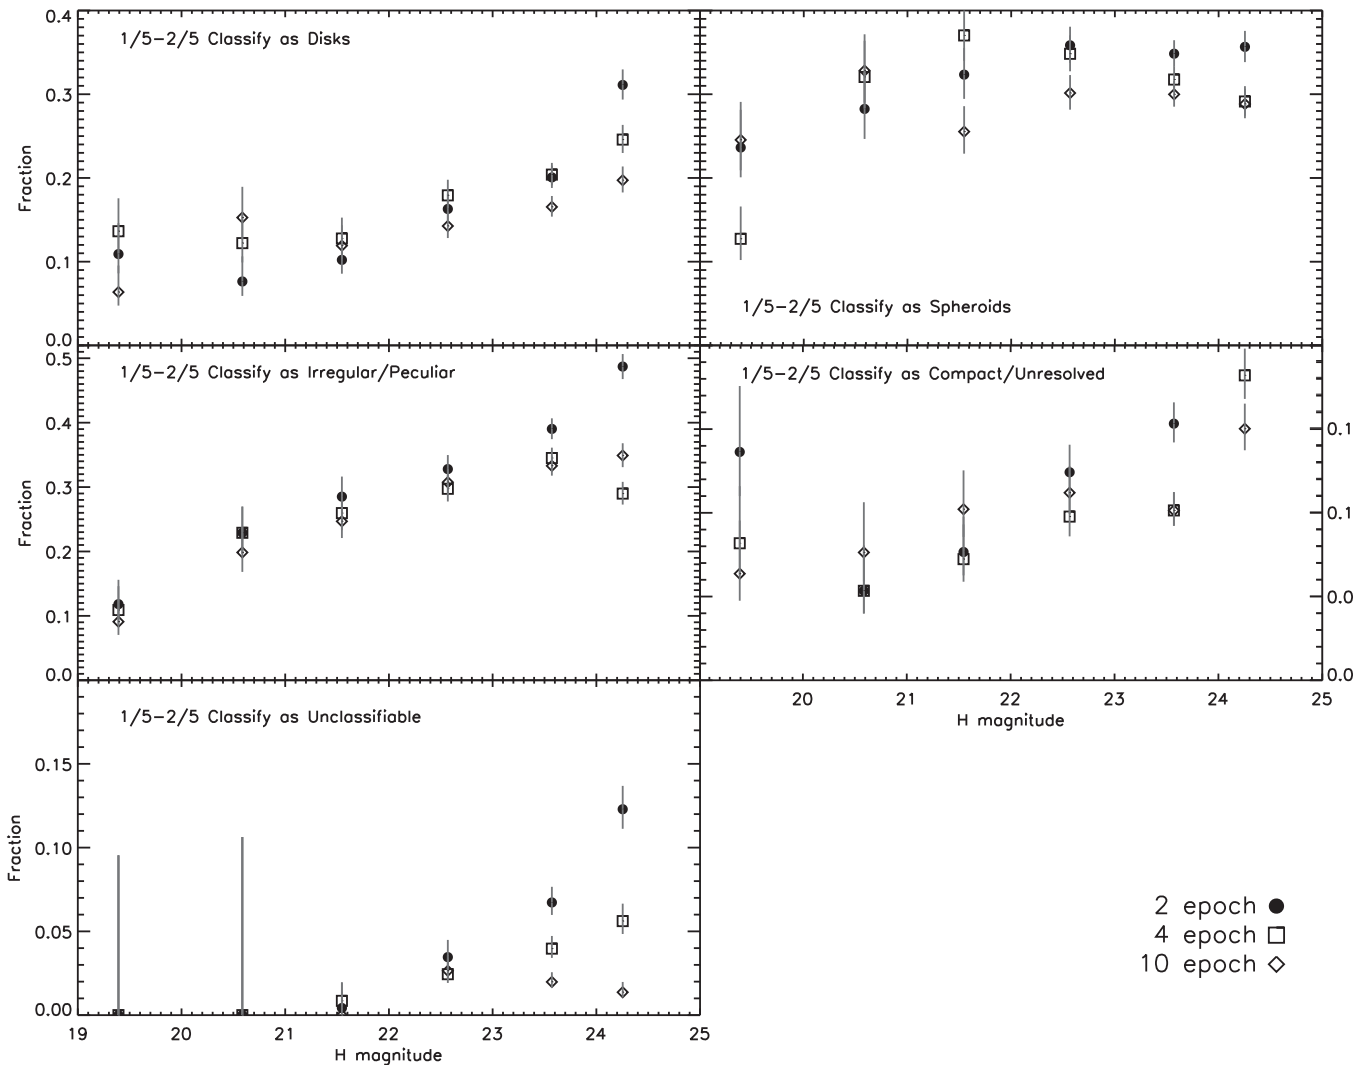 1/5-2/5 Classify as Disks
0.4
0.3
0.2
0.1
0.0
Fraction
1/5-2/5 Classify as Spheroids
1/5-2/5 Classify as Irregular/Peculiar
0.5
0.4
0.3
0.2
0.1
0.0
Fraction
1/5-2/5 Classify as Compact/Unresolved
0.1
0.1
0.0
0.0
20 21 22 23 24 25
H magnitude
1/5-2/5 Classify as Unclassifiable
0.15
0.10
0.05
0.00
Fraction
19 20 21 22 23 24 25
H magnitude
2 epoch
4 epoch
10 epoch